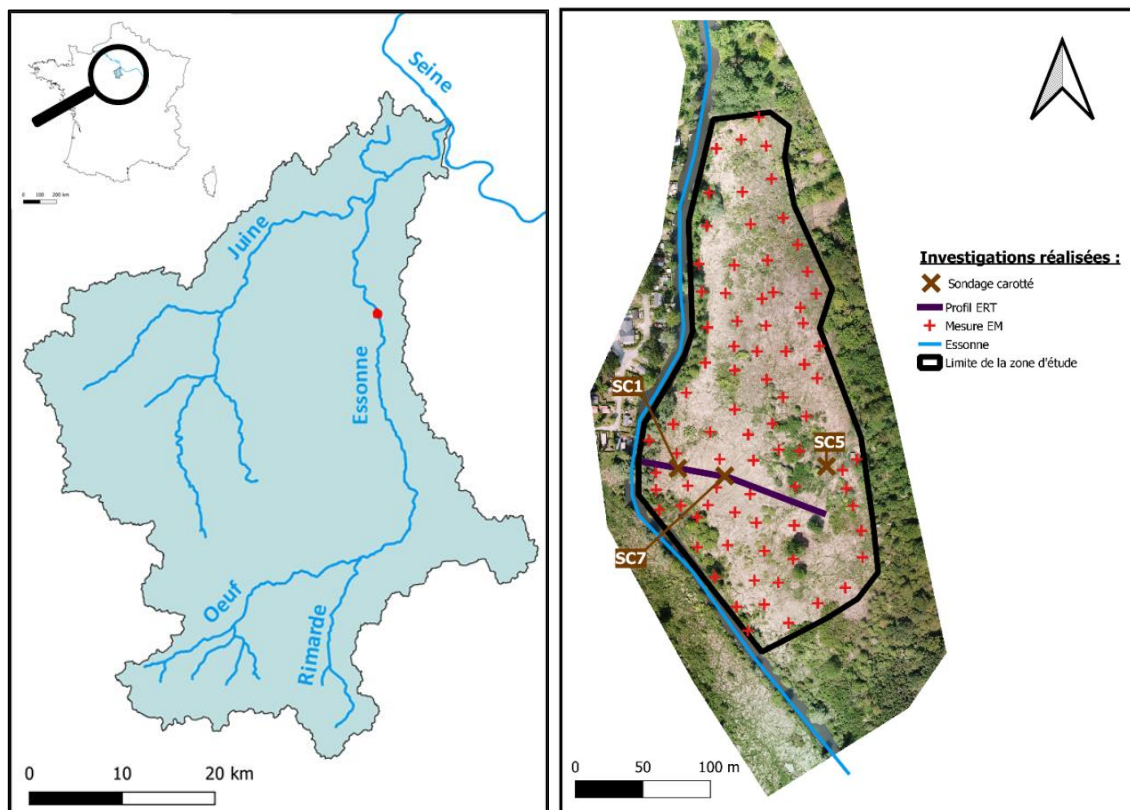 0 100 200 km
Seine
Juine
Essonne
Oeuf
Rimarde
0 10 20 km
Investigations réalisées :
Sondage carotté
Profil ERT
Mesure EM
Essonne
Limite de la zone d'étude
SC1
SC5
SC7
0 50 100 m